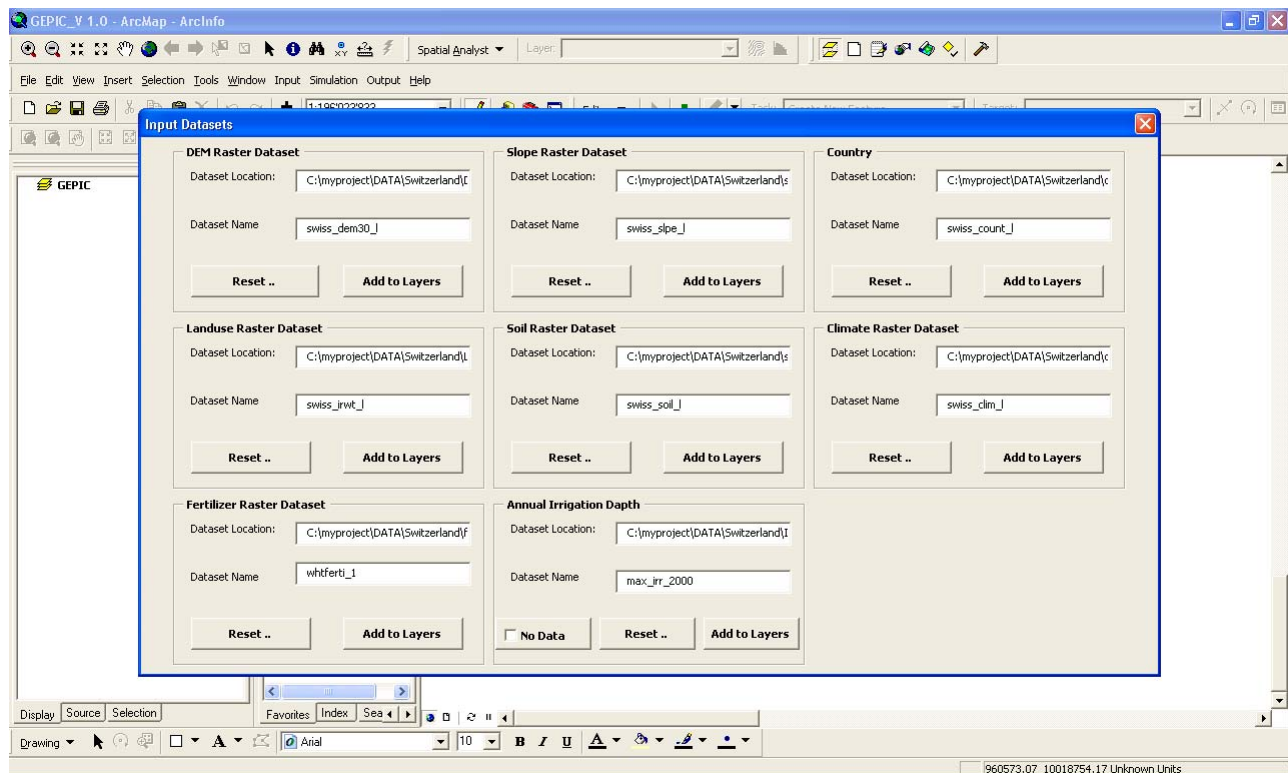 GEPIC_V 1.0 - ArcMap - ArcInfo
Spatial Analyst
Layer:
File Edit View Insert Selection Tools Window Input Simulation Output Help
Input Datasets
DEM Raster Dataset
Dataset Location: C:\myproject\DATA\Switzerland\
Dataset Name swiss_dem30_l
Reset .. Add to Layers
Slope Raster Dataset
Dataset Location: C:\myproject\DATA\Switzerland\s
Dataset Name swiss_slpe_l
Reset .. Add to Layers
Country
Dataset Location: C:\myproject\DATA\Switzerland\c
Dataset Name swiss_count_l
Reset .. Add to Layers
Landuse Raster Dataset
Dataset Location: C:\myproject\DATA\Switzerland\L
Dataset Name swiss_irwt_l
Reset .. Add to Layers
Soil Raster Dataset
Dataset Location: C:\myproject\DATA\Switzerland\s
Dataset Name swiss_soil_l
Reset .. Add to Layers
Climate Raster Dataset
Dataset Location: C:\myproject\DATA\Switzerland\c
Dataset Name swiss_clim_l
Reset .. Add to Layers
Fertilizer Raster Dataset
Dataset Location: C:\myproject\DATA\Switzerland\f
Dataset Name whtferti_1
Reset .. Add to Layers
Annual Irrigation Dapth
Dataset Location: C:\myproject\DATA\Switzerland\I
Dataset Name max_irr_2000
No Data Reset .. Add to Layers
GEPIC
Display Source Selection
Favorites Index Sea
Drawing A Arial 10 B I U A
960573.07 10018754.17 Unknown Units